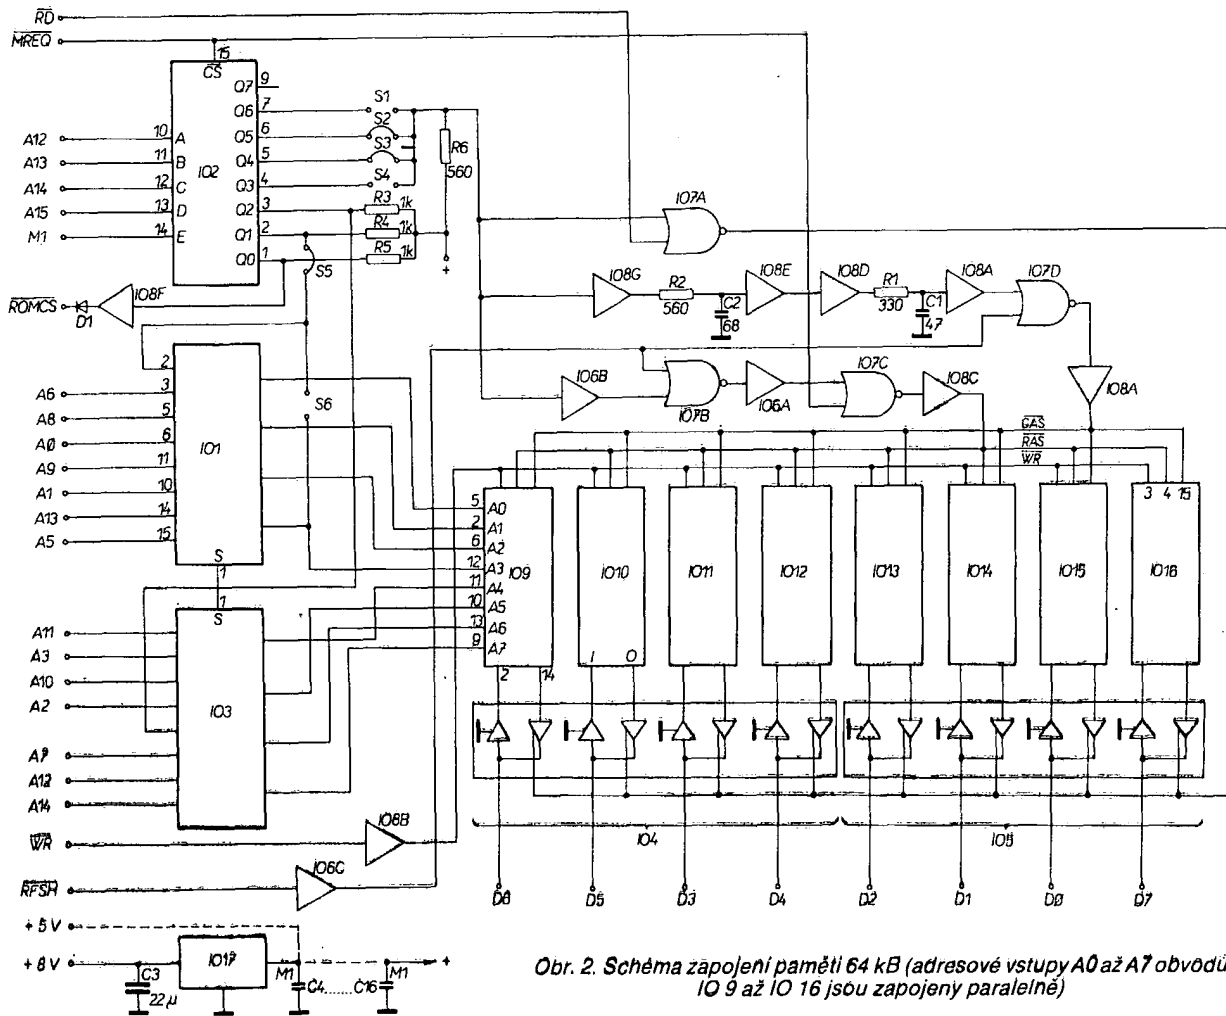 RD
MREQ
15
CS
Q7 9
Q6 7
Q5 6
Q4 5
Q3 4
Q2 3
Q1 2
Q0 1
A12 10 A
A13 11 B
A14 12 C
A15 13 D
M1 14 E
IO2
S1
S2
S3
S4
R6
560
R3 1k
R4 1k
R5 1k
+
S5
S6
ROMCS
D1
IO8F
IO7A
IO8G
R2
560
C2
68
IO8E
IO8D
R1
330
C1
47
IO8A
IO7D
IO6B
IO7B
IO6A
IO7C
IO8C
IO8A
CAS
RAS
WR
2
A6 3
A8 5
A0 6
A9 11
A1 10
A13 14
A5 15
IO1
S
1
1
S
A11
A3
A10
A2
A7
A12
A14
IO3
5 A0
2 A1
6 A2
12 A3
11 A4
10 A5
13 A6
9 A7
IO9
2 14
IO10
I O
IO11
IO12
IO13
IO14
IO15
3 4 15
IO16
IO4
IO5
D6
D5
D3
D4
D2
D1
D0
D7
WR
IO8B
RFSH
IO6C
+5V
+8V
C3
22µ
IO17
M1
C4......C16
M1
+
Obr. 2. Schéma zapojení paměti 64 kB (adresové vstupy A0 až A7 obvodů
IO 9 až IO 16 jsou zapojeny paralelně)